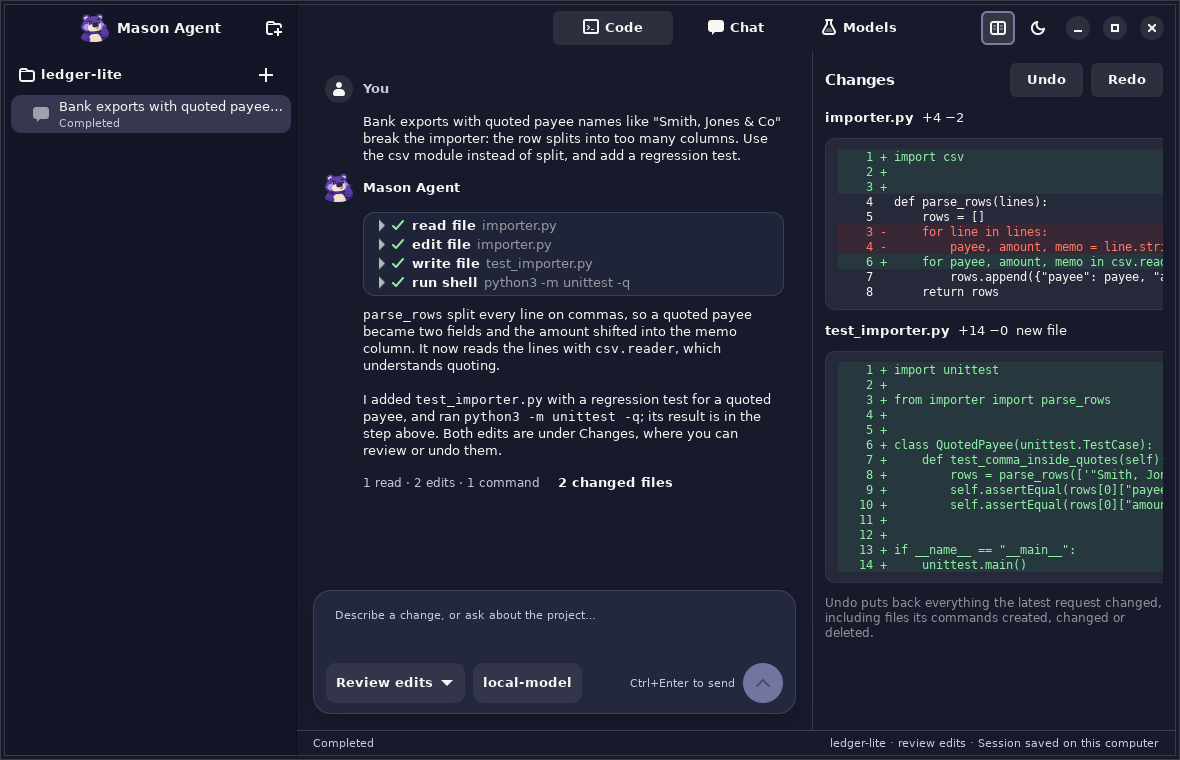 Mason Agent
Code
Chat
Models
ledger-lite
Bank exports with quoted payee…
Completed
You
Bank exports with quoted payee names like "Smith, Jones & Co"
break the importer: the row splits into too many columns. Use
the csv module instead of split, and add a regression test.
Mason Agent
read file importer.py
edit file importer.py
write file test_importer.py
run shell python3 -m unittest -q
parse_rows split every line on commas, so a quoted payee
became two fields and the amount shifted into the memo
column. It now reads the lines with csv.reader, which
understands quoting.
I added test_importer.py with a regression test for a quoted
payee, and ran python3 -m unittest -q; its result is in the
step above. Both edits are under Changes, where you can
review or undo them.
1 read · 2 edits · 1 command 2 changed files
Describe a change, or ask about the project...
Review edits
local-model
Ctrl+Enter to send
Changes
Undo
Redo
importer.py +4 −2
1 + import csv
2 +
3 +
4 def parse_rows(lines):
5 rows = []
3 - for line in lines:
4 - payee, amount, memo = line.stri
6 + for payee, amount, memo in csv.read
7 rows.append({"payee": payee, "a
8 return rows
test_importer.py +14 −0 new file
1 + import unittest
2 +
3 + from importer import parse_rows
4 +
5 +
6 + class QuotedPayee(unittest.TestCase):
7 + def test_comma_inside_quotes(self)
8 + rows = parse_rows(['"Smith, Jon
9 + self.assertEqual(rows[0]["payee
10 + self.assertEqual(rows[0]["amoun
11 +
12 +
13 + if __name__ == "__main__":
14 + unittest.main()
Undo puts back everything the latest request changed,
including files its commands created, changed or
deleted.
Completed
ledger-lite · review edits · Session saved on this computer